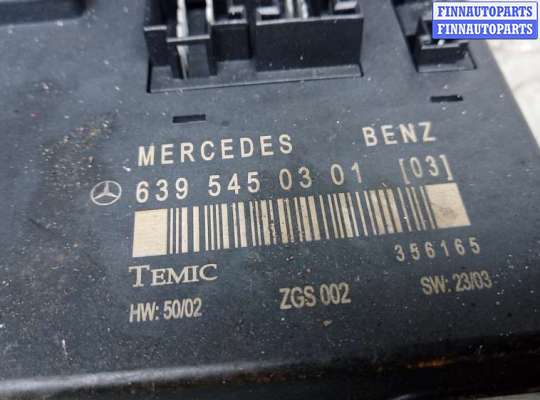 FINNAUTOPARTS
FINNAUTOPARTS
MERCEDES BENZ
639 545 03 01 [03]
356165
TEMIC
HW: 50/02 ZGS 002 SW: 23/03